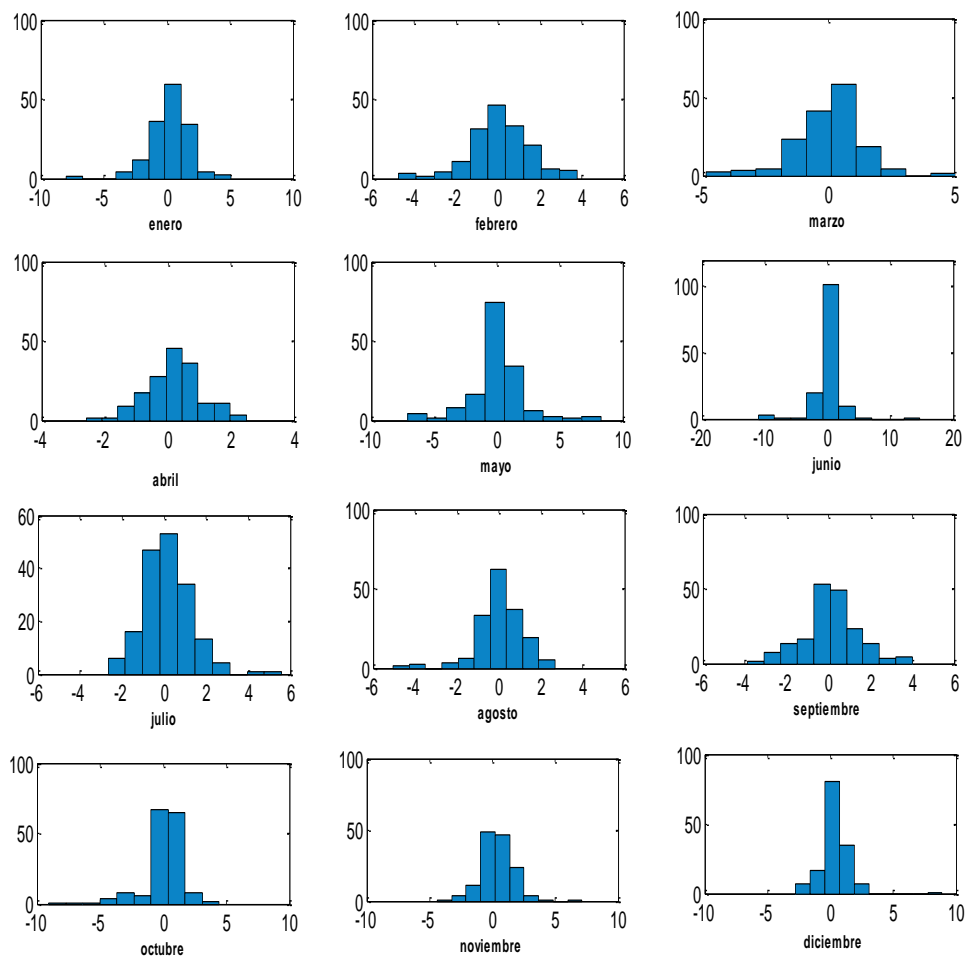 100 100 100
50 50 50
0 0 0
-10 -5 0 5 10 -6 -4 -2 0 2 4 6 -5 0 5
enero febrero marzo
100 100 100
50 50 50
0 0 0
-4 -2 0 2 4 -10 -5 0 5 10 -20 -10 0 10 20
abril mayo junio
60 100 100
40
50 50
20
0 0 0
-6 -4 -2 0 2 4 6 -6 -4 -2 0 2 4 6 -6 -4 -2 0 2 4 6
julio agosto septiembre
100 100 100
50 50 50
0 0 0
-10 -5 0 5 10 -10 -5 0 5 10 -10 -5 0 5 10
octubre noviembre diciembre